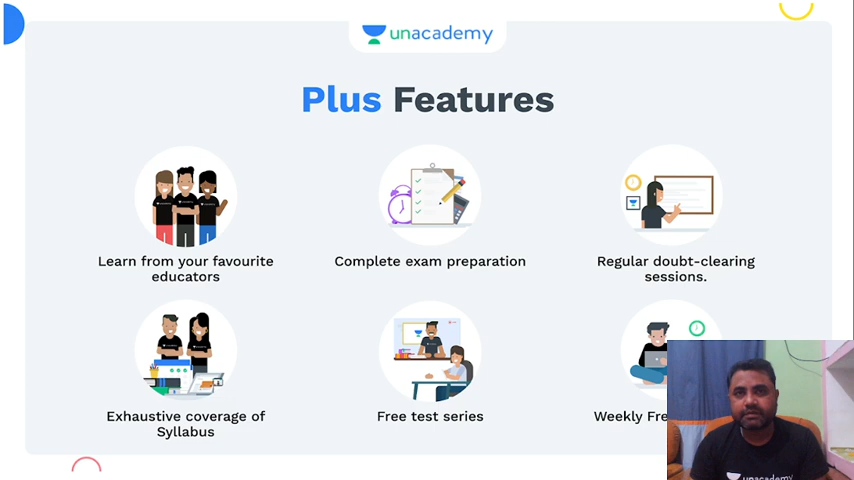 unacademy
Plus Features
Learn from your favourite
educators
Complete exam preparation
Regular doubt-clearing
sessions.
Exhaustive coverage of
Syllabus
Free test series
Weekly Fre
unacademy